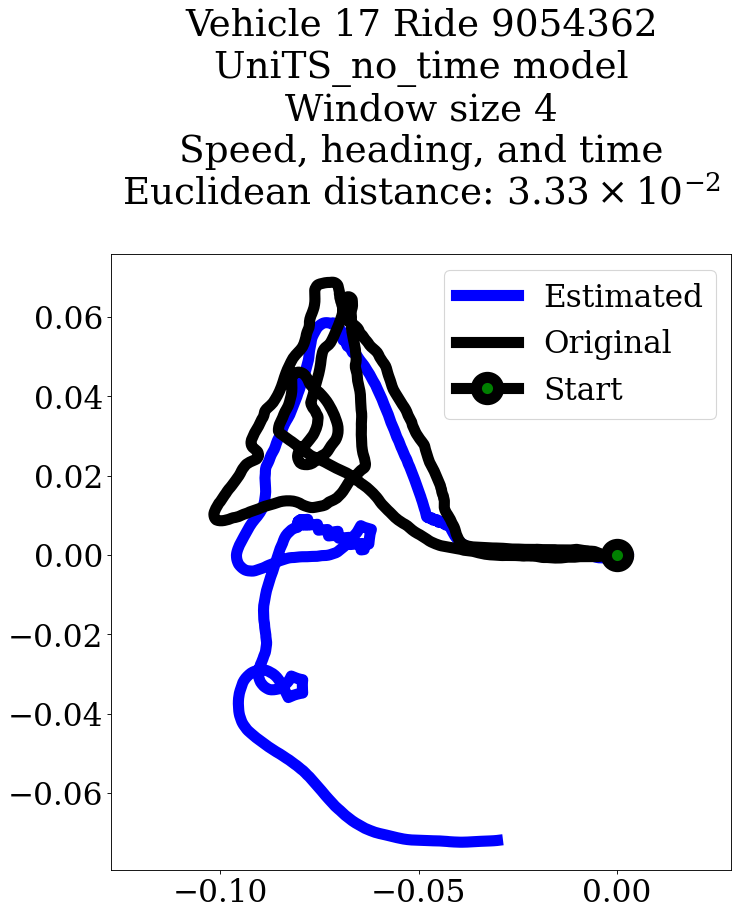 Vehicle 17 Ride 9054362
UniTS_no_time model
Window size 4
Speed, heading, and time
Euclidean distance: 3.33 × 10⁻²
Estimated
Original
Start
0.06
0.04
0.02
0.00
−0.02
−0.04
−0.06
−0.10
−0.05
0.00